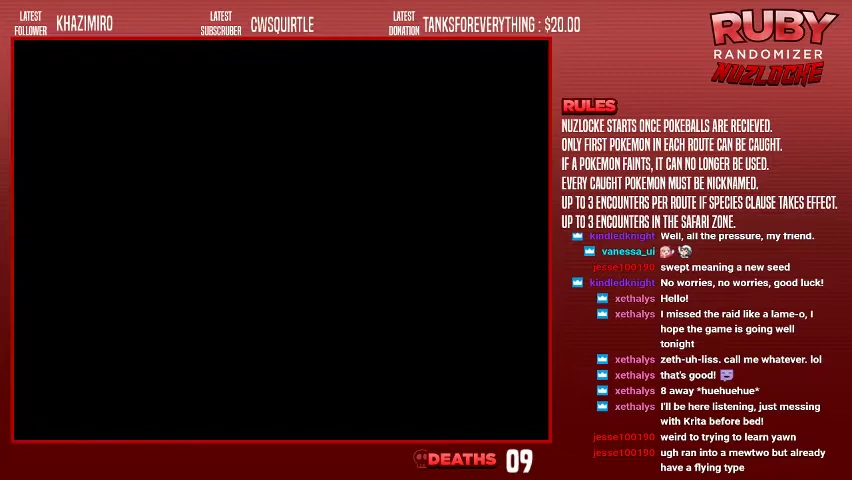 LATEST FOLLOWER KHAZIMIRO
LATEST SUBSCRUBER CWSQUIRTLE
LATEST DONATION TANKSFOREVERYTHING : $20.00
RUBY
RANDOMIZER
NUZLOCKE
RULES
NUZLOCKE STARTS ONCE POKEBALLS ARE RECIEVED.
ONLY FIRST POKEMON IN EACH ROUTE CAN BE CAUGHT.
IF A POKEMON FAINTS, IT CAN NO LONGER BE USED.
EVERY CAUGHT POKEMON MUST BE NICKNAMED.
UP TO 3 ENCOUNTERS PER ROUTE IF SPECIES CLAUSE TAKES EFFECT.
UP TO 3 ENCOUNTERS IN THE SAFARI ZONE.
kindledknight Well, all the pressure, my friend.
vanessa_ui
jesse100190 swept meaning a new seed
kindledknight No worries, no worries, good luck!
xethalys Hello!
xethalys I missed the raid like a lame-o, I
hope the game is going well
tonight
xethalys zeth-uh-liss. call me whatever. lol
xethalys that's good!
xethalys 8 away *huehuehue*
xethalys I'll be here listening, just messing
with Krita before bed!
jesse100190 weird to trying to learn yawn
jesse100190 ugh ran into a mewtwo but already
have a flying type
DEATHS 09